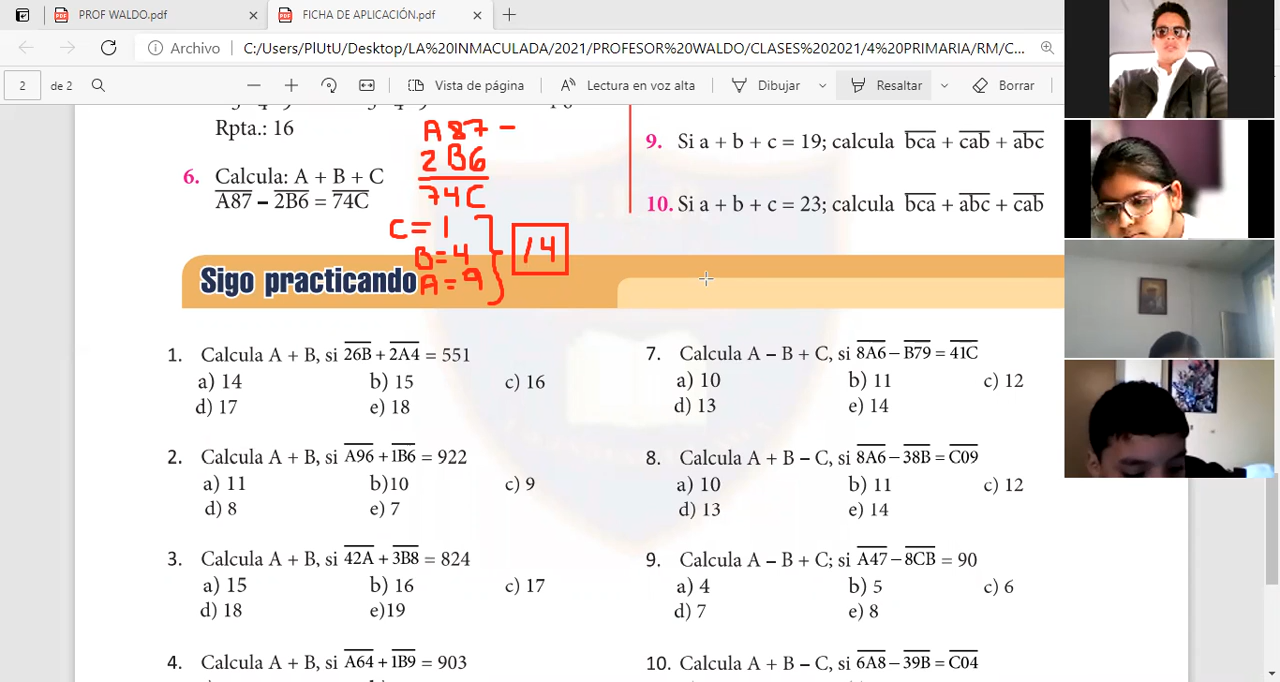 PROF WALDO.pdf
FICHA DE APLICACIÓN.pdf
Archivo
C:/Users/PlUtU/Desktop/LA%20INMACULADA/2021/PROFESOR%20WALDO/CLASES%202021/4%20PRIMARIA/RM/C...
2 de 2
Vista de página
Lectura en voz alta
Dibujar
Resaltar
Borrar
Rpta.: 16
6. Calcula: A + B + C
A87 – 2B6 = 74C
A87 –
2B6
74C
C = 1
B = 4
A = 9
14
9. Si a + b + c = 19; calcula bca + cab + abc
10. Si a + b + c = 23; calcula bca + abc + cab
Sigo practicando
1. Calcula A + B, si 26B + 2A4 = 551
a) 14 b) 15 c) 16
d) 17 e) 18
2. Calcula A + B, si A96 + 1B6 = 922
a) 11 b)10 c) 9
d) 8 e) 7
3. Calcula A + B, si 42A + 3B8 = 824
a) 15 b) 16 c) 17
d) 18 e)19
4. Calcula A + B, si A64 + 1B9 = 903
7. Calcula A – B + C, si 8A6 – B79 = 41C
a) 10 b) 11 c) 12
d) 13 e) 14
8. Calcula A + B – C, si 8A6 – 38B = C09
a) 10 b) 11 c) 12
d) 13 e) 14
9. Calcula A – B + C; si A47 – 8CB = 90
a) 4 b) 5 c) 6
d) 7 e) 8
10. Calcula A + B – C, si 6A8 – 39B = C04